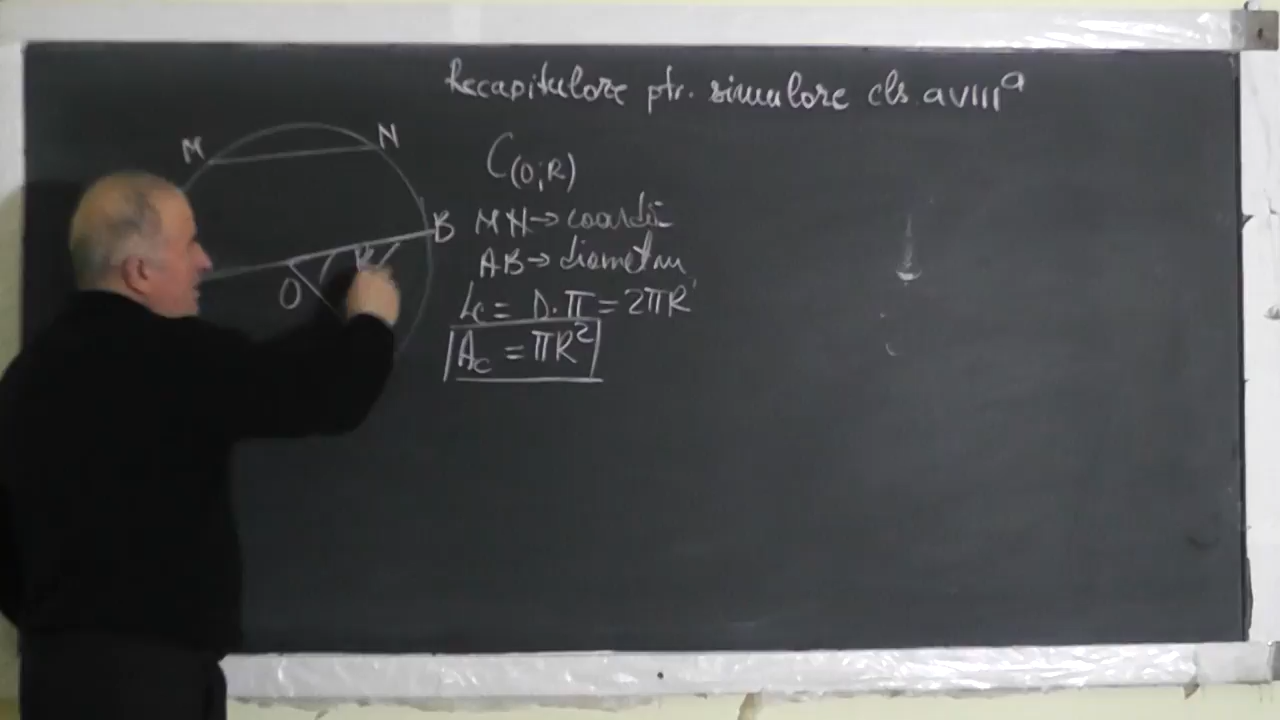 Recapitulare ptr. simulare cls. a VIII a
M
N
C(O;R)
B
MN→coardă
AB→diametru
R
O
Lc = D.π = 2πR
Ac = πR²